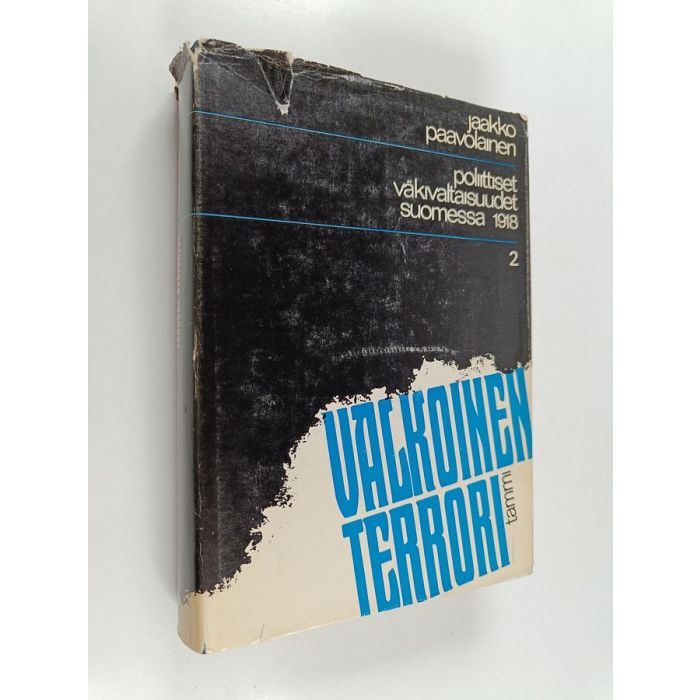 jaakko
paavolainen
poliittiset
väkivaltaisuudet
suomessa 1918
2
VALKOINEN
TERRORI
tammi